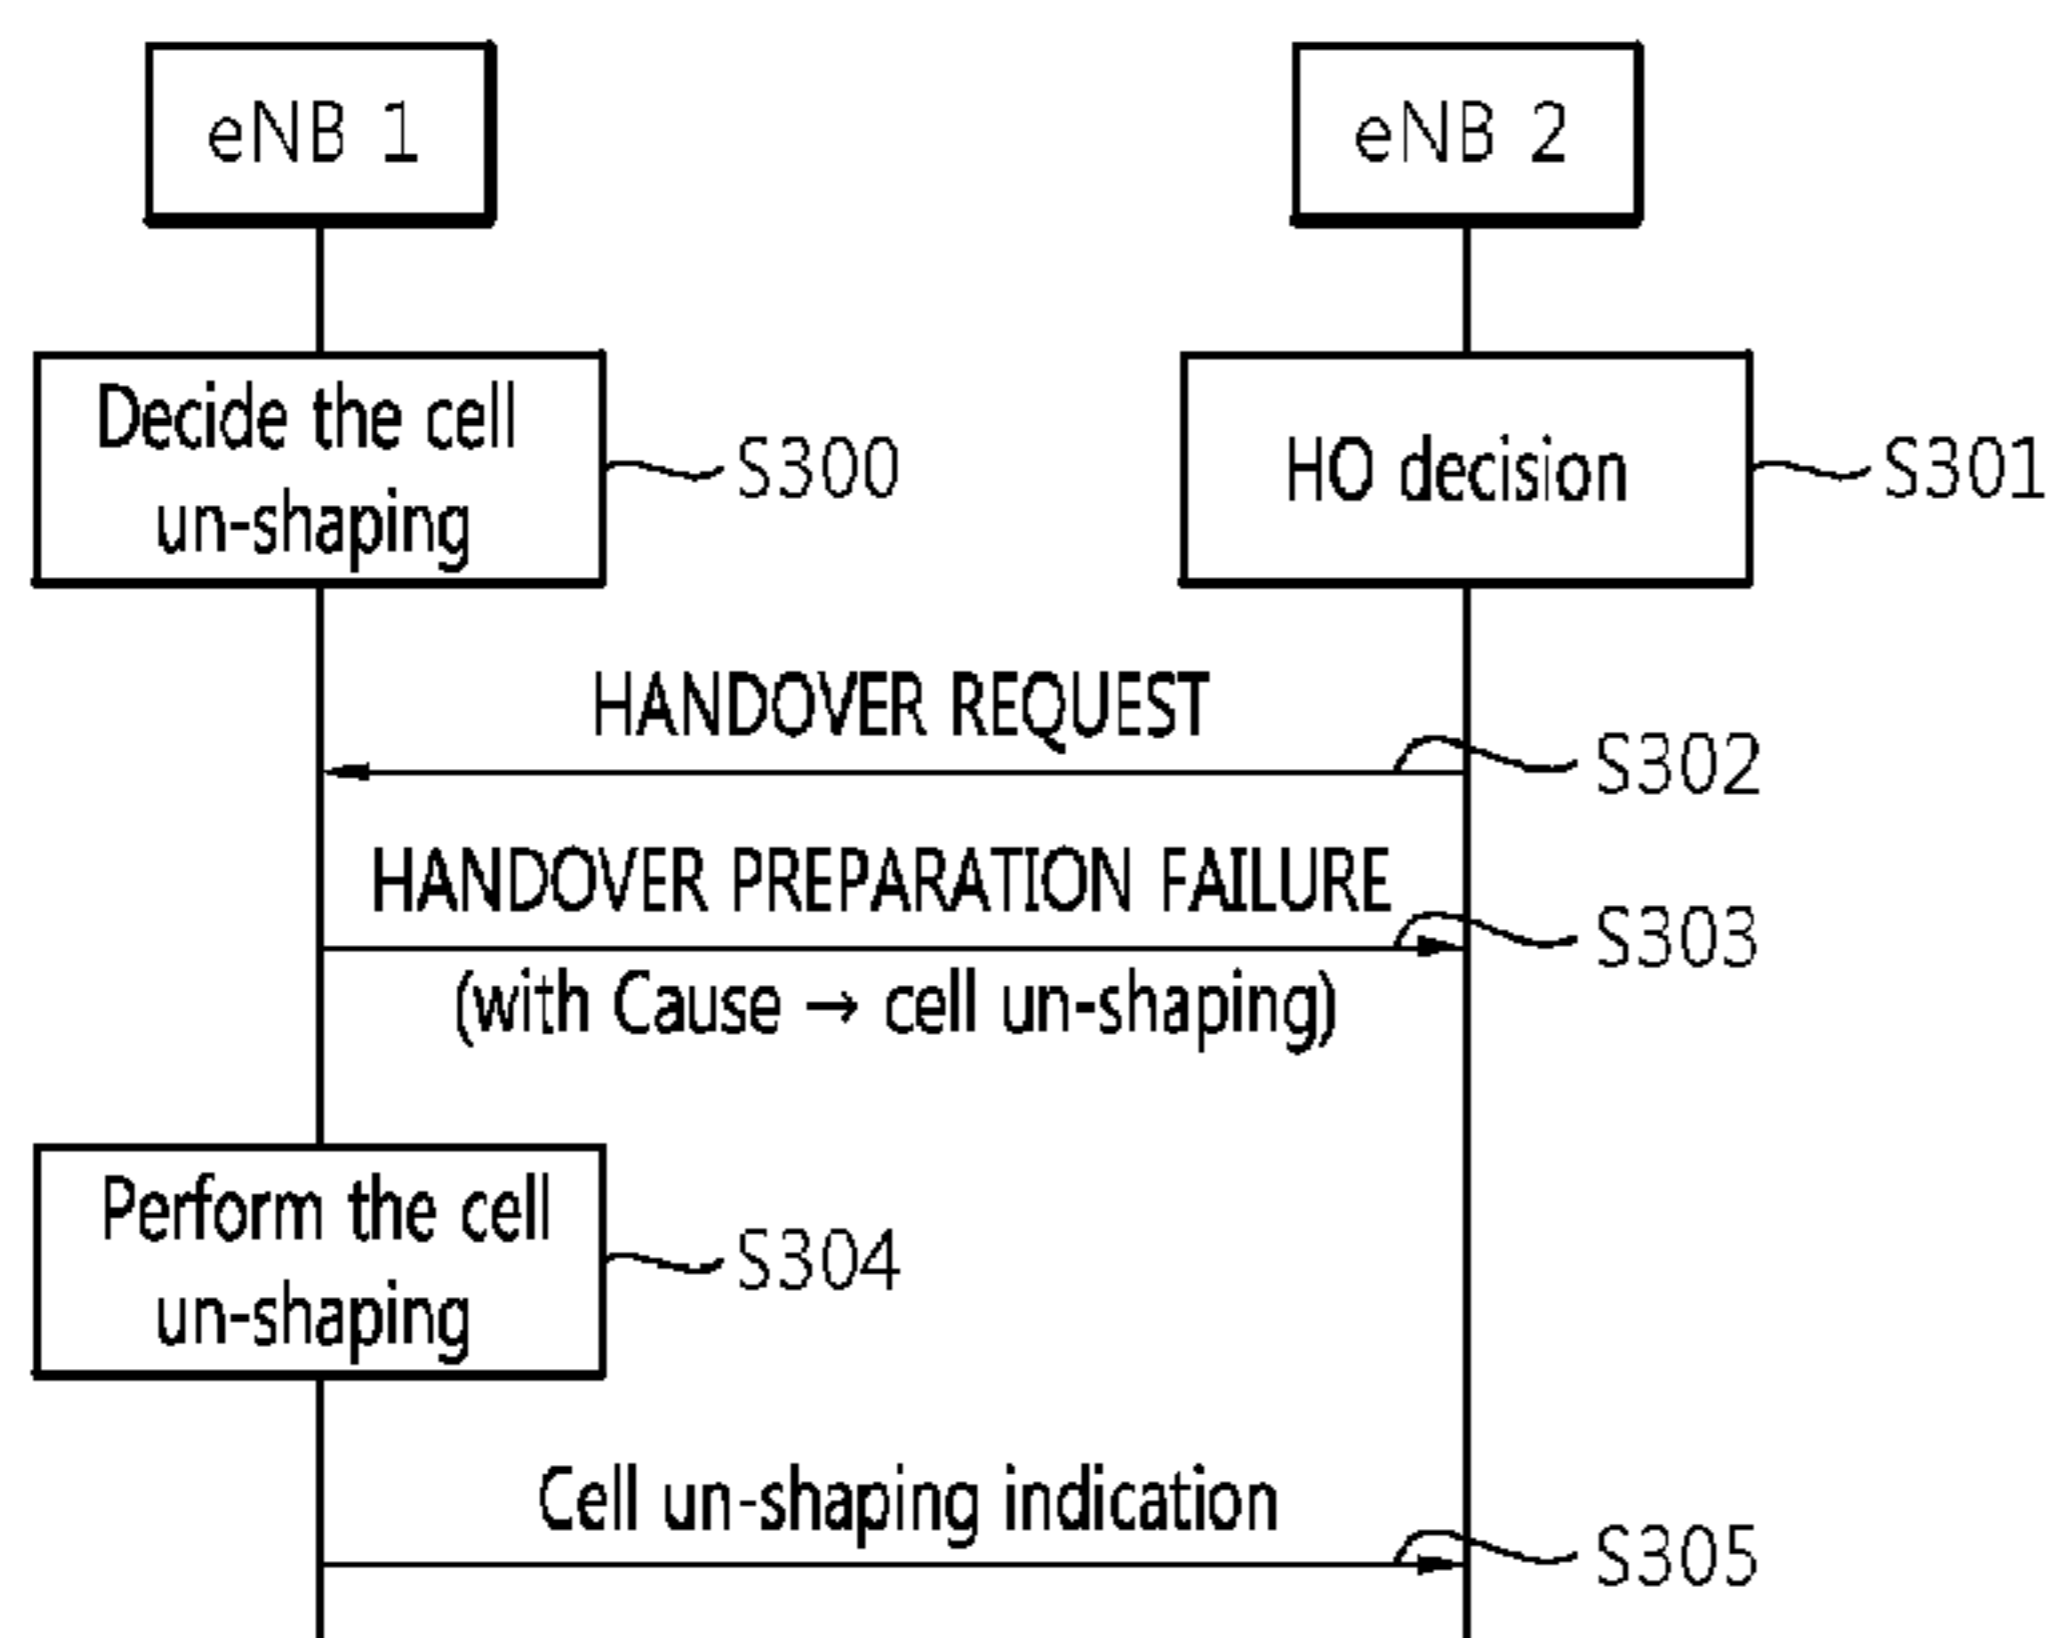 eNB 1
eNB 2
Decide the cell
un-shaping
S300
HO decision
S301
HANDOVER REQUEST
S302
HANDOVER PREPARATION FAILURE
S303
(with Cause → cell un-shaping)
Perform the cell
un-shaping
S304
Cell un-shaping indication
S305